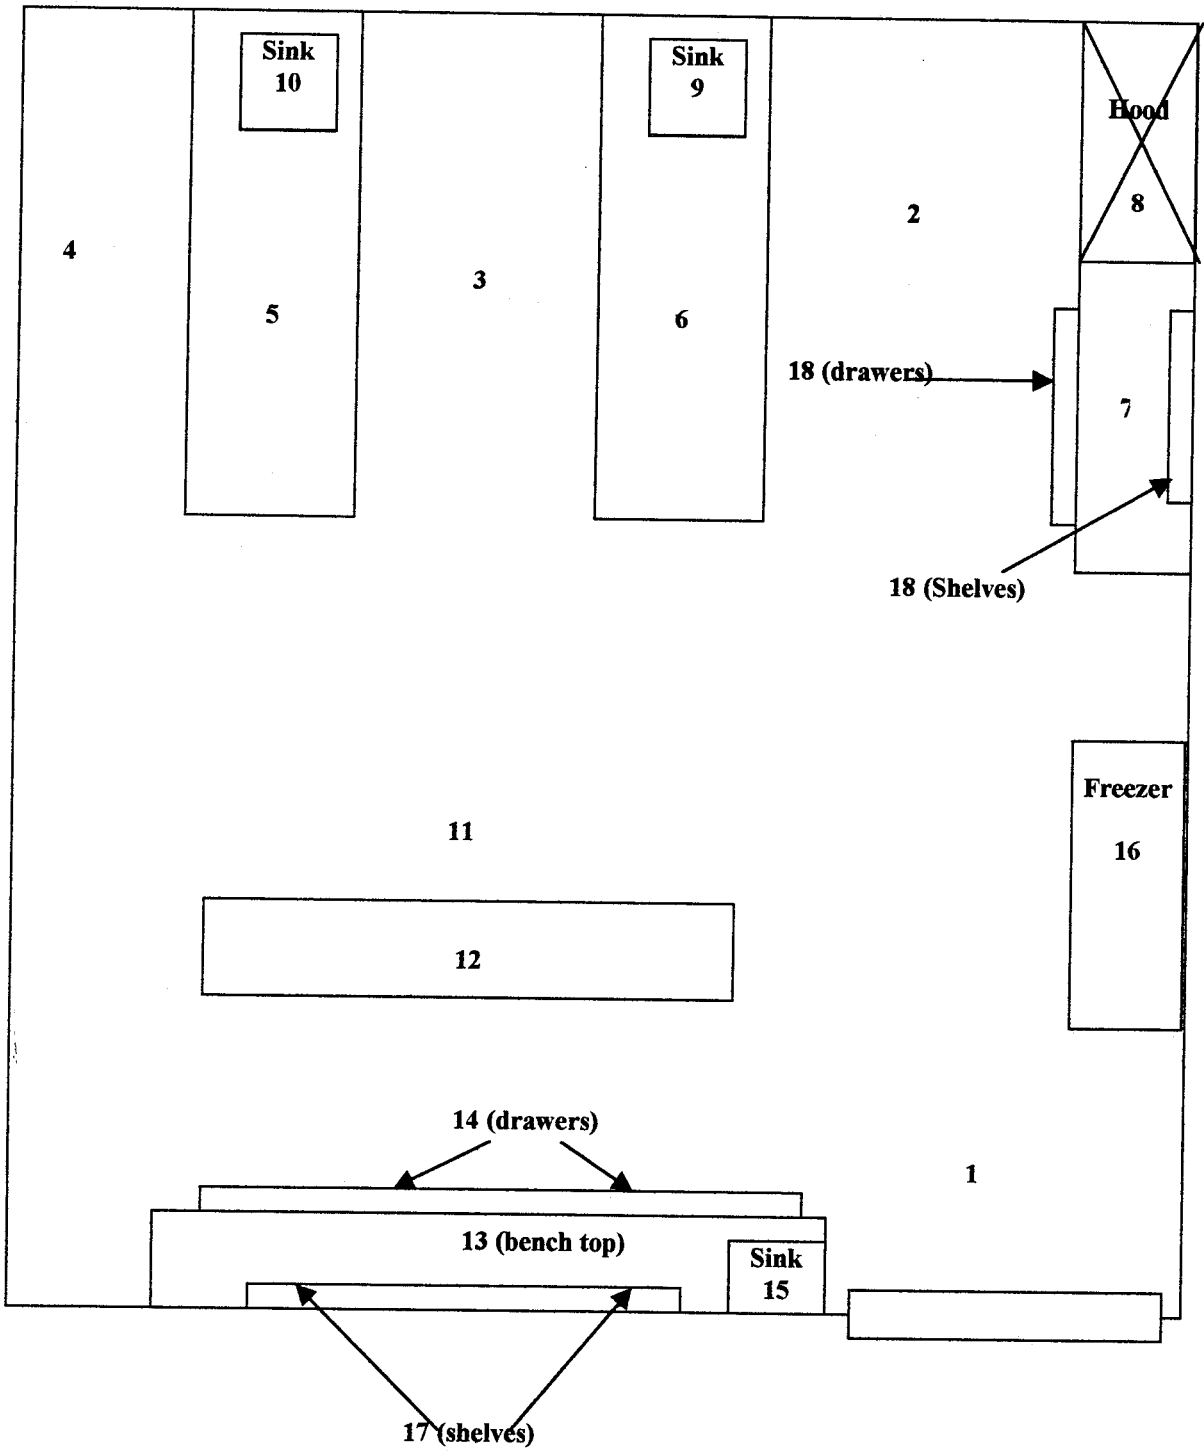 Sink
10
Sink
9
Hood
8
2
4
3
5
6
18 (drawers)
7
18 (Shelves)
Freezer
16
11
12
14 (drawers)
1
13 (bench top)
Sink
15
17 (shelves)